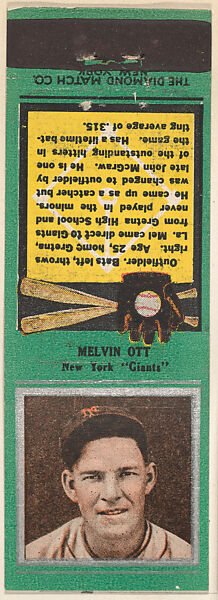 THE DIAMOND MATCH CO.
NEW YORK
Outfielder. Bats left, throws
right. Age, 25, home, Gretna,
La. Mel came direct to Giants
from Gretna High School and
never played in the minors.
He came up as a catcher but
was changed to outfielder by
late John McGraw. He is one
of the outstanding hitters in
the game. Has a lifetime bat-
ting average of .315.
MELVIN OTT
New York "Giants"